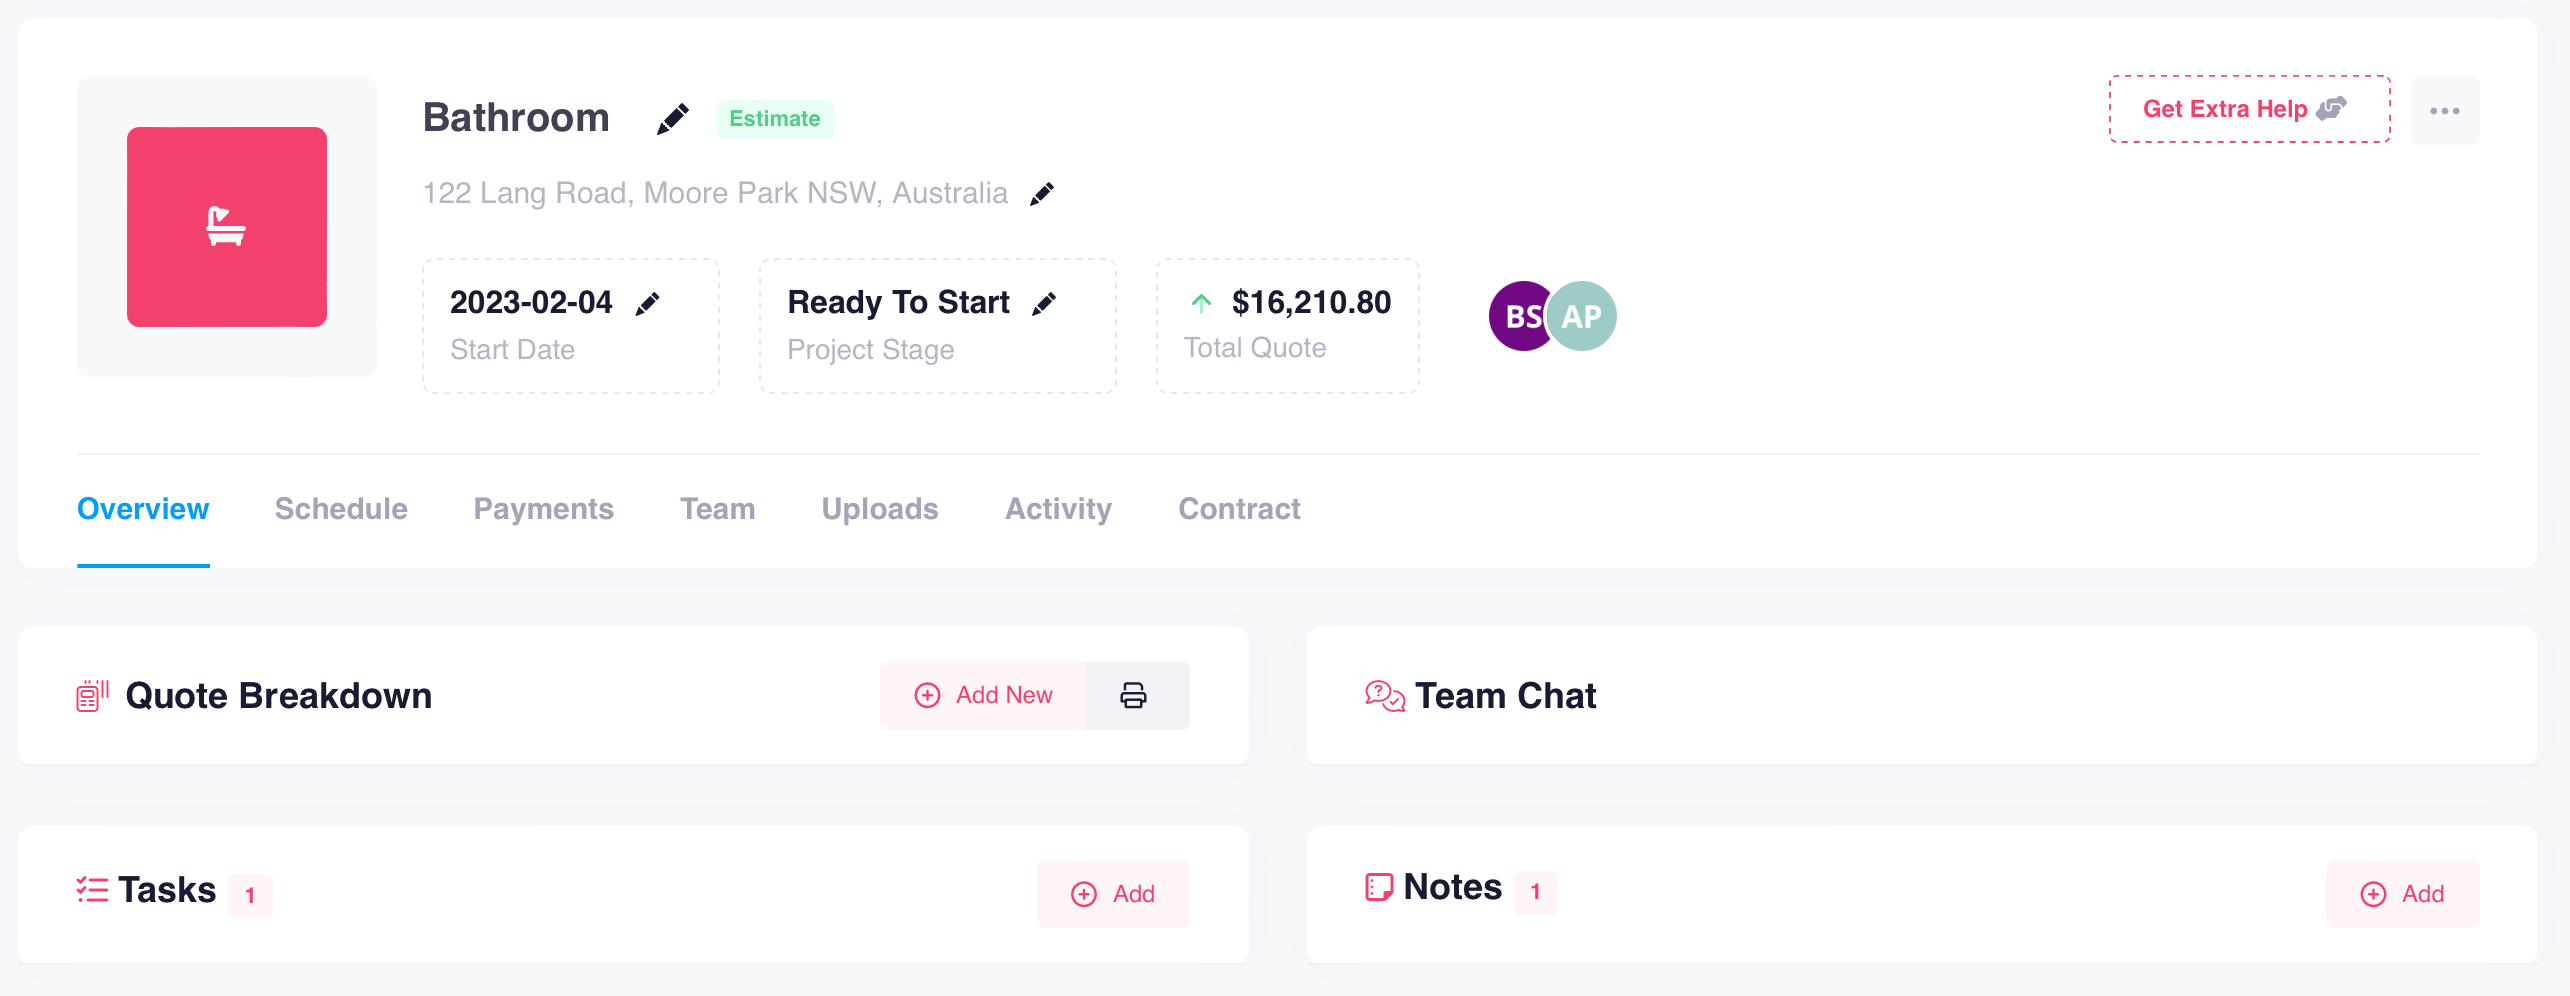 Bathroom
Estimate
Get Extra Help
122 Lang Road, Moore Park NSW, Australia
2023-02-04
Start Date
Ready To Start
Project Stage
$16,210.80
Total Quote
BS
AP
Overview
Schedule
Payments
Team
Uploads
Activity
Contract
Quote Breakdown
Add New
Team Chat
Tasks 1
Add
Notes 1
Add